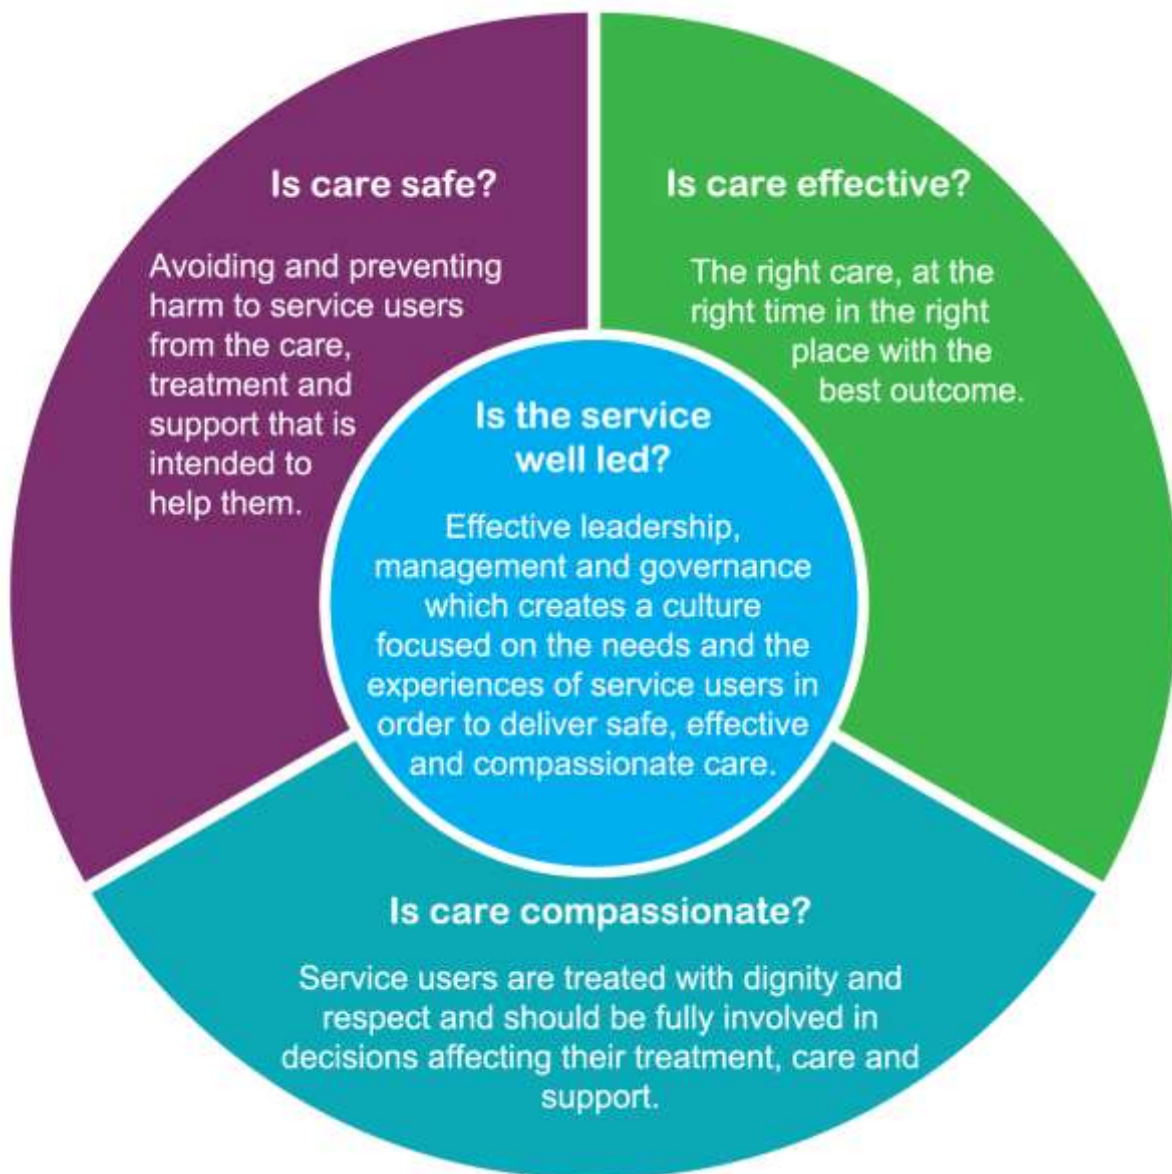 Is care safe?
Avoiding and preventing
harm to service users
from the care,
treatment and
support that is
intended to
help them.
Is care effective?
The right care, at the
right time in the right
place with the
best outcome.
Is the service
well led?
Effective leadership,
management and governance
which creates a culture
focused on the needs and the
experiences of service users in
order to deliver safe, effective
and compassionate care.
Is care compassionate?
Service users are treated with dignity and
respect and should be fully involved in
decisions affecting their treatment, care and
support.